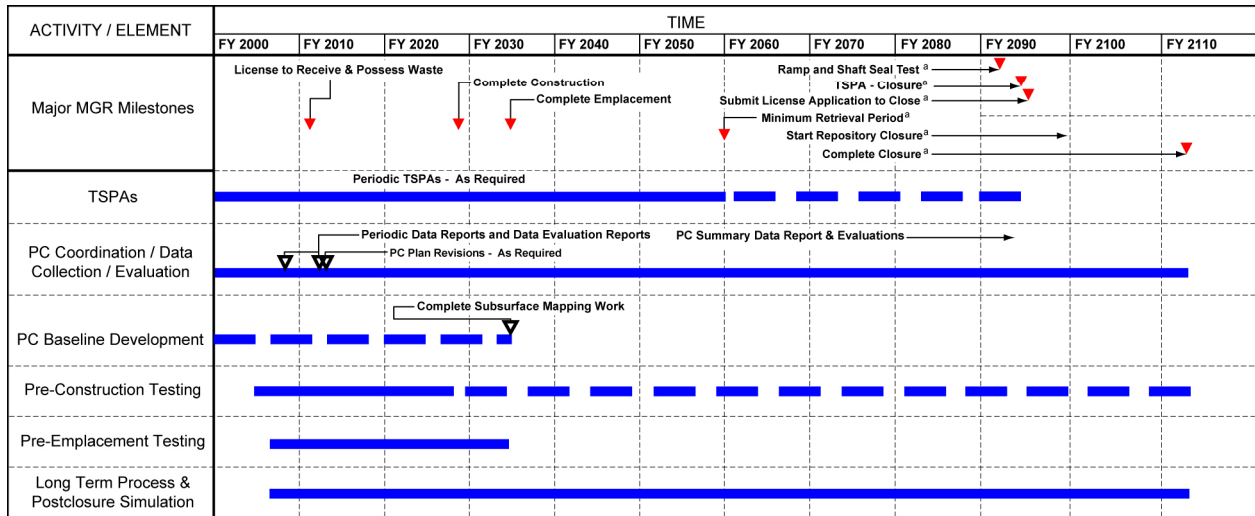 ACTIVITY / ELEMENT
TIME
FY 2000 FY 2010 FY 2020 FY 2030 FY 2040 FY 2050 FY 2060 FY 2070 FY 2080 FY 2090 FY 2100 FY 2110
Major MGR Milestones
License to Receive & Possess Waste
Complete Construction
Complete Emplacement
Ramp and Shaft Seal Test a
TSPA - Closure a
Submit License Application to Close a
Minimum Retrieval Period a
Start Repository Closure a
Complete Closure a
TSPAs
Periodic TSPAs - As Required
PC Coordination / Data
Collection / Evaluation
Periodic Data Reports and Data Evaluation Reports
PC Summary Data Report & Evaluations
PC Plan Revisions - As Required
PC Baseline Development
Complete Subsurface Mapping Work
Pre-Construction Testing
Pre-Emplacement Testing
Long Term Process &
Postclosure Simulation